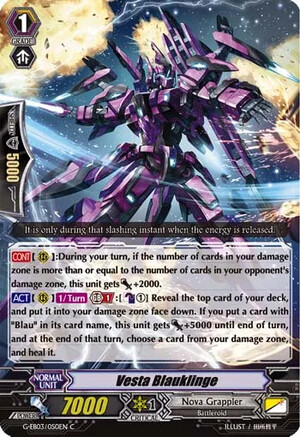 1
GRADE
SHIELD
5000
It is only during that slashing instant when the energy is released.
CONT :During your turn, if the number of cards in your damage
zone is more than or equal to the number of cards in your opponent's
damage zone, this unit gets +2000.
ACT 1/Turn 1 : Reveal the top card of your deck,
and put it into your damage zone face down. If you put a card with
"Blau" in its card name, this unit gets +5000 until end of turn,
and at the end of that turn, choose a card from your damage zone,
and heal it.
NORMAL
UNIT
Vesta Blauklinge
POWER
7000
1
CRITICAL
Nova Grappler
Battleroid
G-EB03/050EN C
ILLUST /